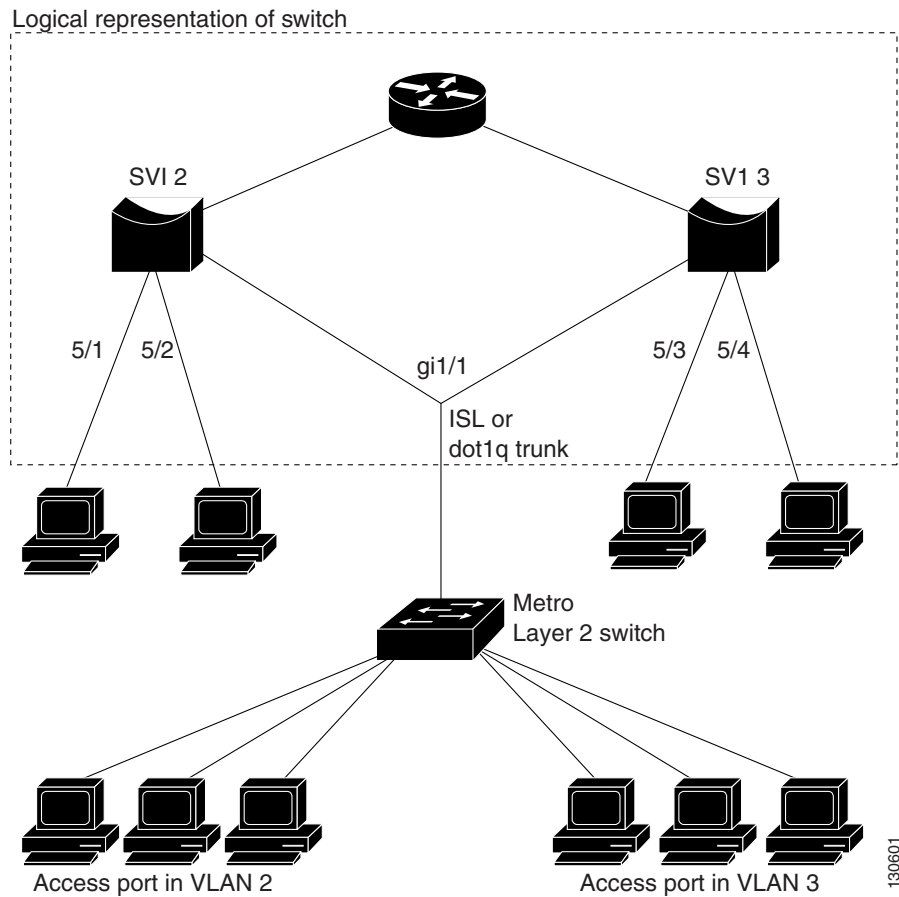 Logical representation of switch
SVI 2
SV1 3
5/1
5/2
gi1/1
5/3
5/4
ISL or
dot1q trunk
Metro
Layer 2 switch
Access port in VLAN 2
Access port in VLAN 3
130601